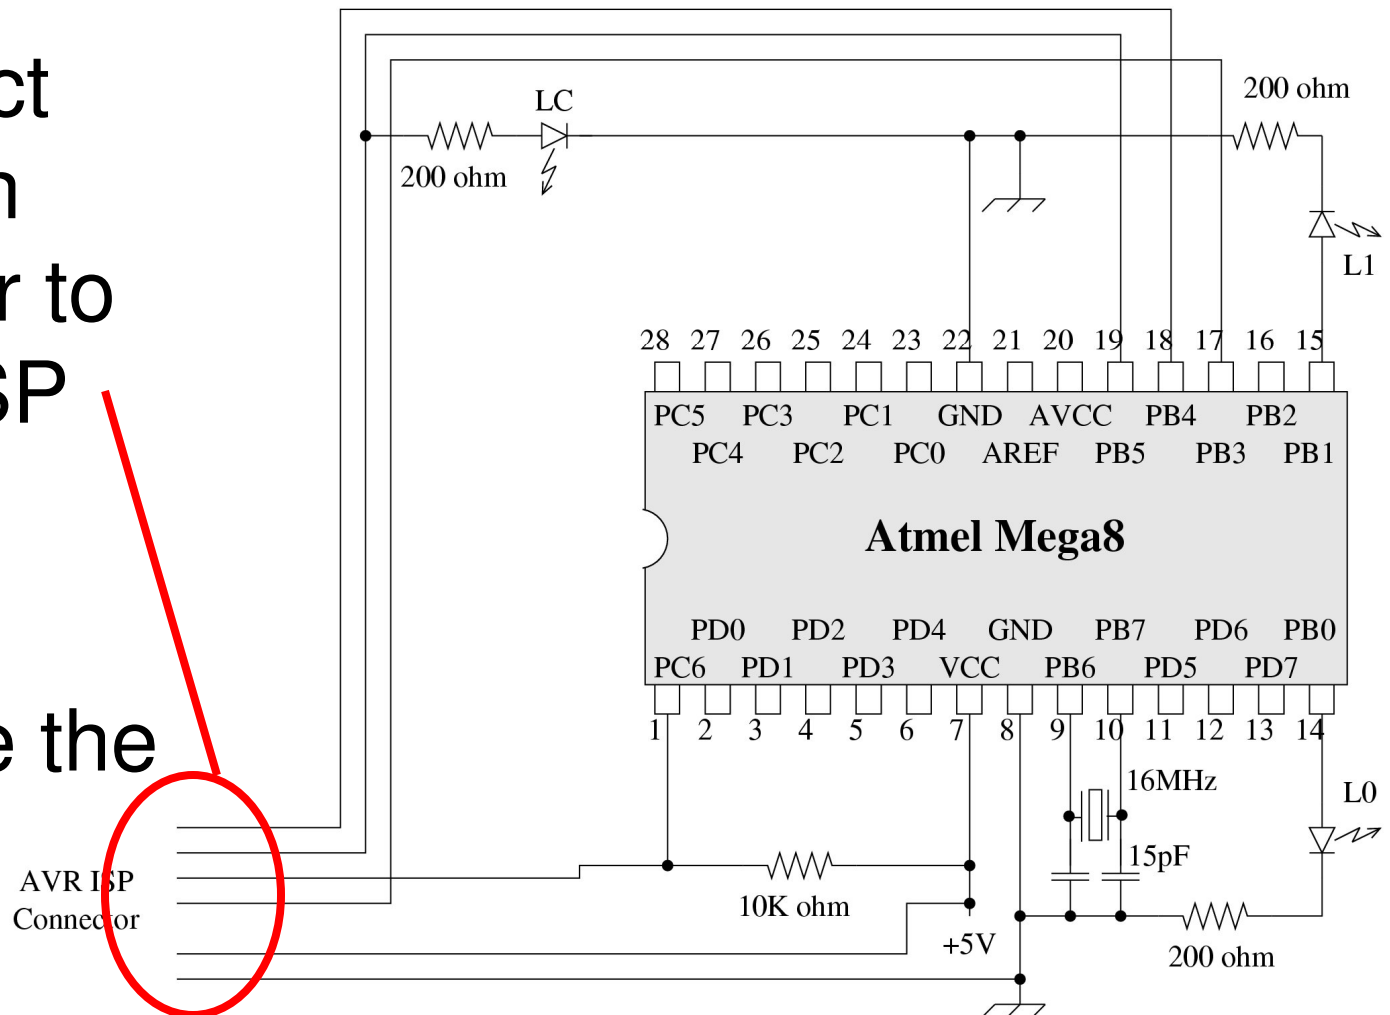 ct
n
r to
SP
e the
200 ohm
LC
200 ohm
L1
28 27 26 25 24 23 22 21 20 19 18 17 16 15
PC5 PC3 PC1 GND AVCC PB4 PB2
PC4 PC2 PC0 AREF PB5 PB3 PB1
Atmel Mega8
PD0 PD2 PD4 GND PB7 PD6 PB0
PC6 PD1 PD3 VCC PB6 PD5 PD7
1 2 3 4 5 6 7 8 9 10 11 12 13 14
16MHz
L0
15pF
AVR ISP
Connector
10K ohm
+5V
200 ohm